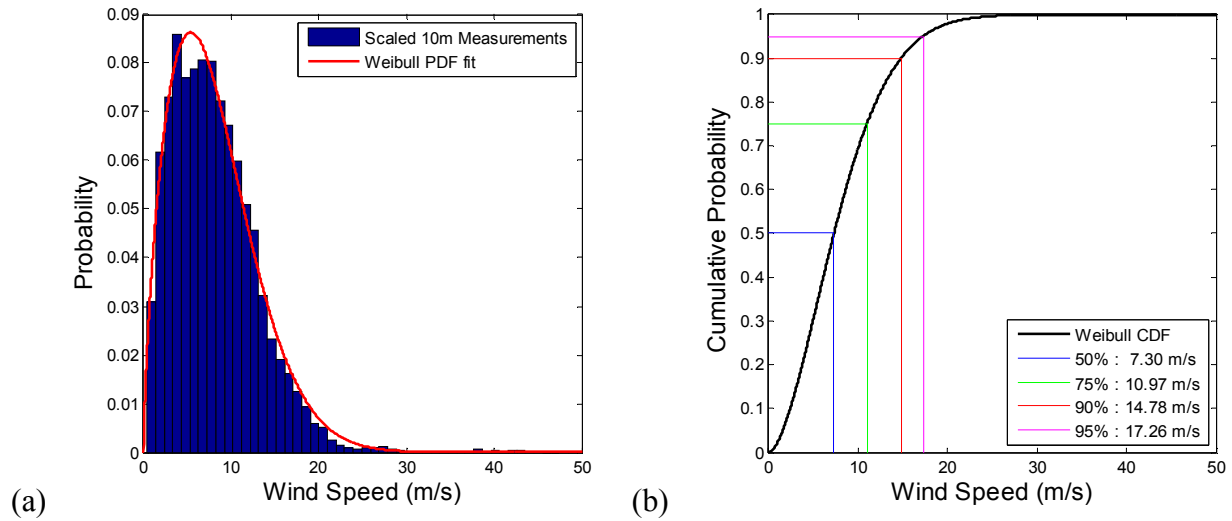 0.09
0.08
0.07
0.06
0.05
0.04
0.03
0.02
0.01
0
Probability
Scaled 10m Measurements
Weibull PDF fit
0 10 20 30 40 50
Wind Speed (m/s)
(a)
1
0.9
0.8
0.7
0.6
0.5
0.4
0.3
0.2
0.1
0
Cumulative Probability
Weibull CDF
50% : 7.30 m/s
75% : 10.97 m/s
90% : 14.78 m/s
95% : 17.26 m/s
0 10 20 30 40 50
Wind Speed (m/s)
(b)